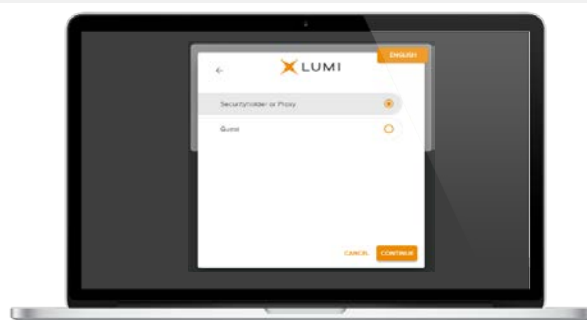 ENGLISH
LUMI
Securityholder or Proxy
Guest
CANCEL CONTINUE